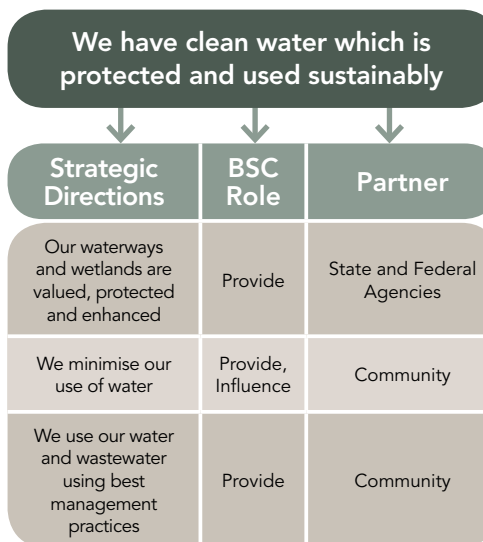 We have clean water which is
protected and used sustainably
Strategic
Directions
BSC
Role
Partner
Our waterways
and wetlands are
valued, protected
and enhanced
Provide
State and Federal
Agencies
We minimise our
use of water
Provide,
Influence
Community
We use our water
and wastewater
using best
management
practices
Provide
Community